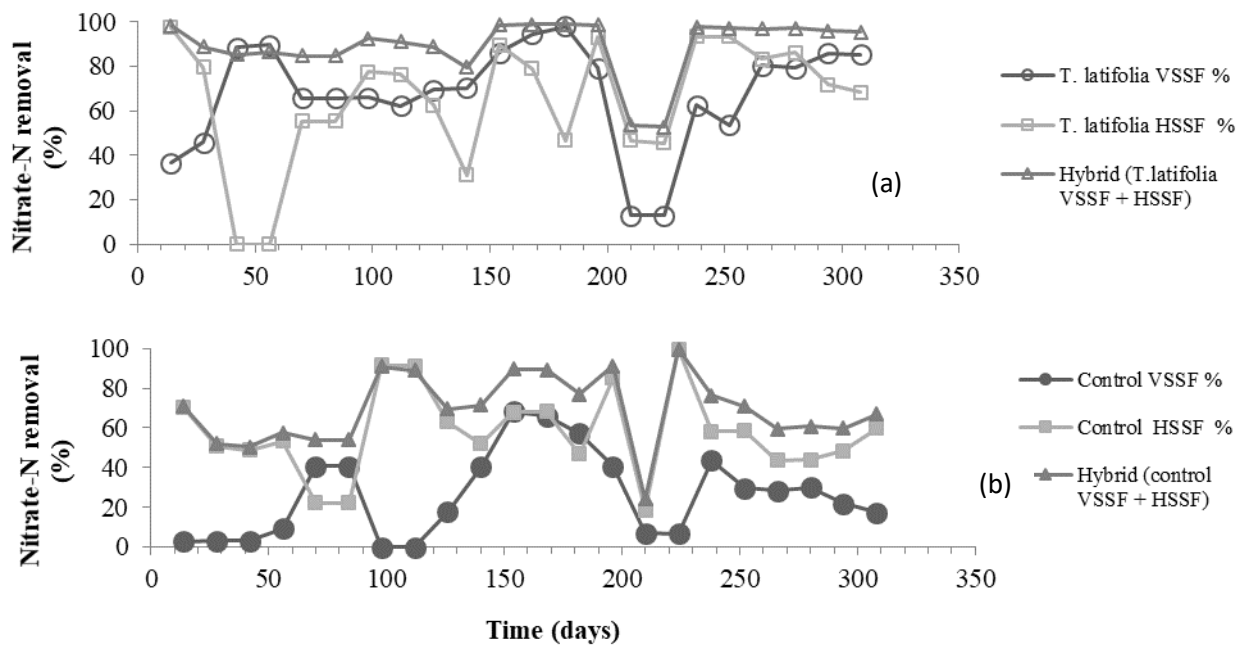 Nitrate-N removal
(%)
100
80
60
40
20
0
0 50 100 150 200 250 300 350
(a)
T. latifolia VSSF %
T. latifolia HSSF %
Hybrid (T.latifolia
VSSF + HSSF)
Nitrate-N removal
(%)
100
80
60
40
20
0
0 50 100 150 200 250 300 350
Time (days)
(b)
Control VSSF %
Control HSSF %
Hybrid (control
VSSF + HSSF)